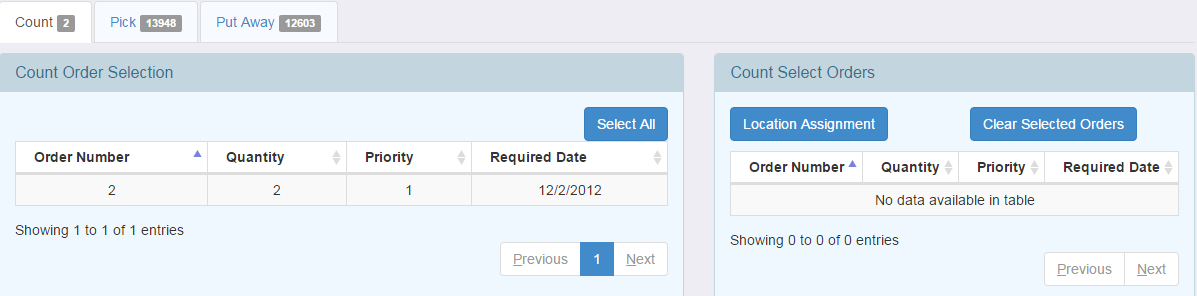 Count 2 Pick 13948 Put Away 12603
Count Order Selection
Select All
Order Number Quantity Priority Required Date
2 2 1 12/2/2012
Showing 1 to 1 of 1 entries
Previous 1 Next
Count Select Orders
Location Assignment Clear Selected Orders
Order Number Quantity Priority Required Date
No data available in table
Showing 0 to 0 of 0 entries
Previous Next